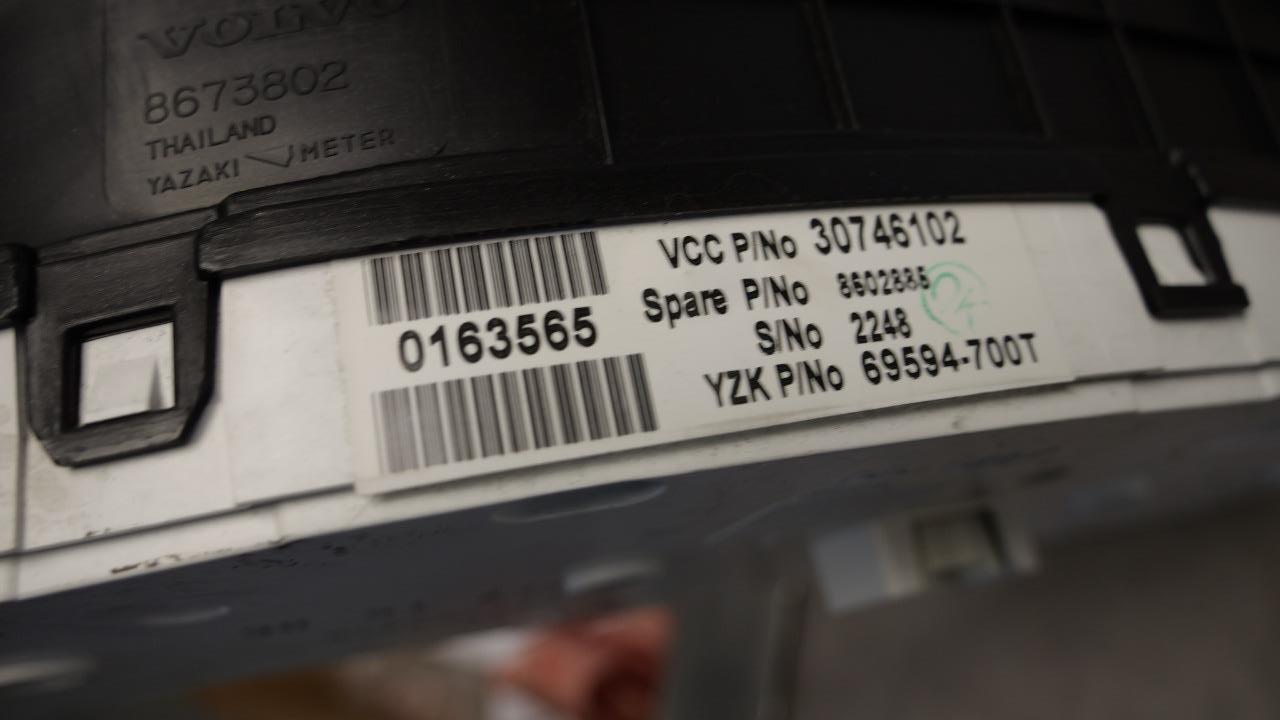 VOLVO
8673802
THAILAND
YAZAKI METER
VCC P/No 30746102
Spare P/No 8602885
0163565
S/No 2248
YZK P/No 69594-700T